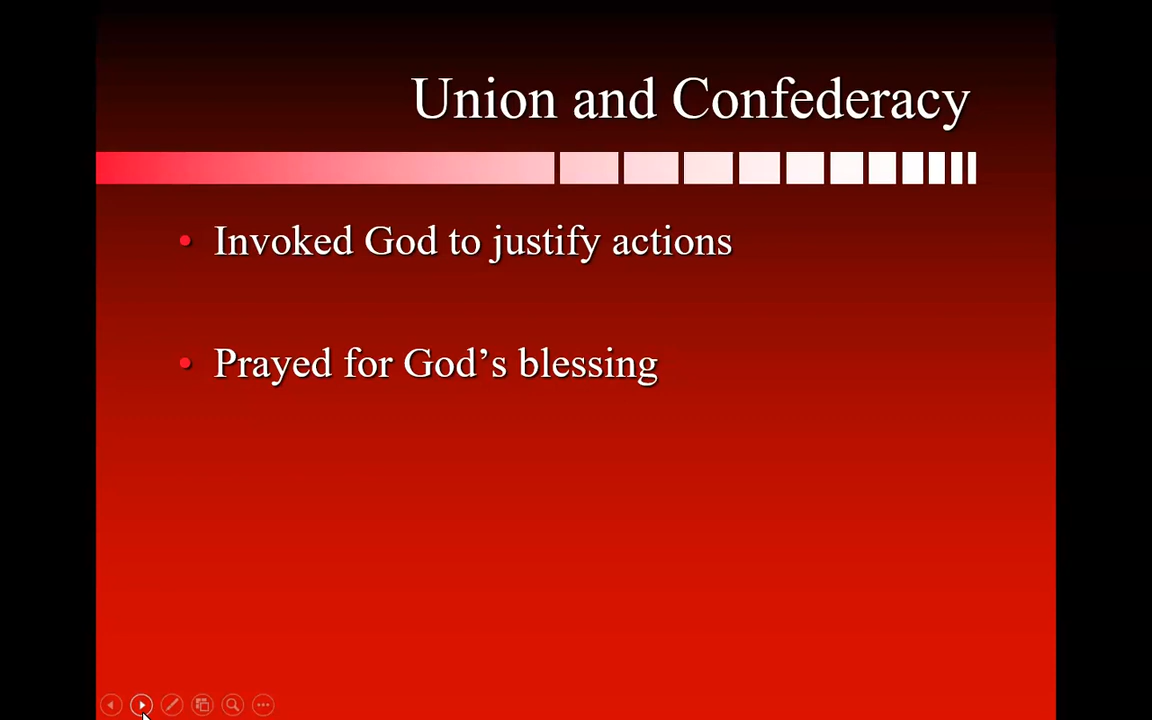 Union and Confederacy
• Invoked God to justify actions
• Prayed for God’s blessing